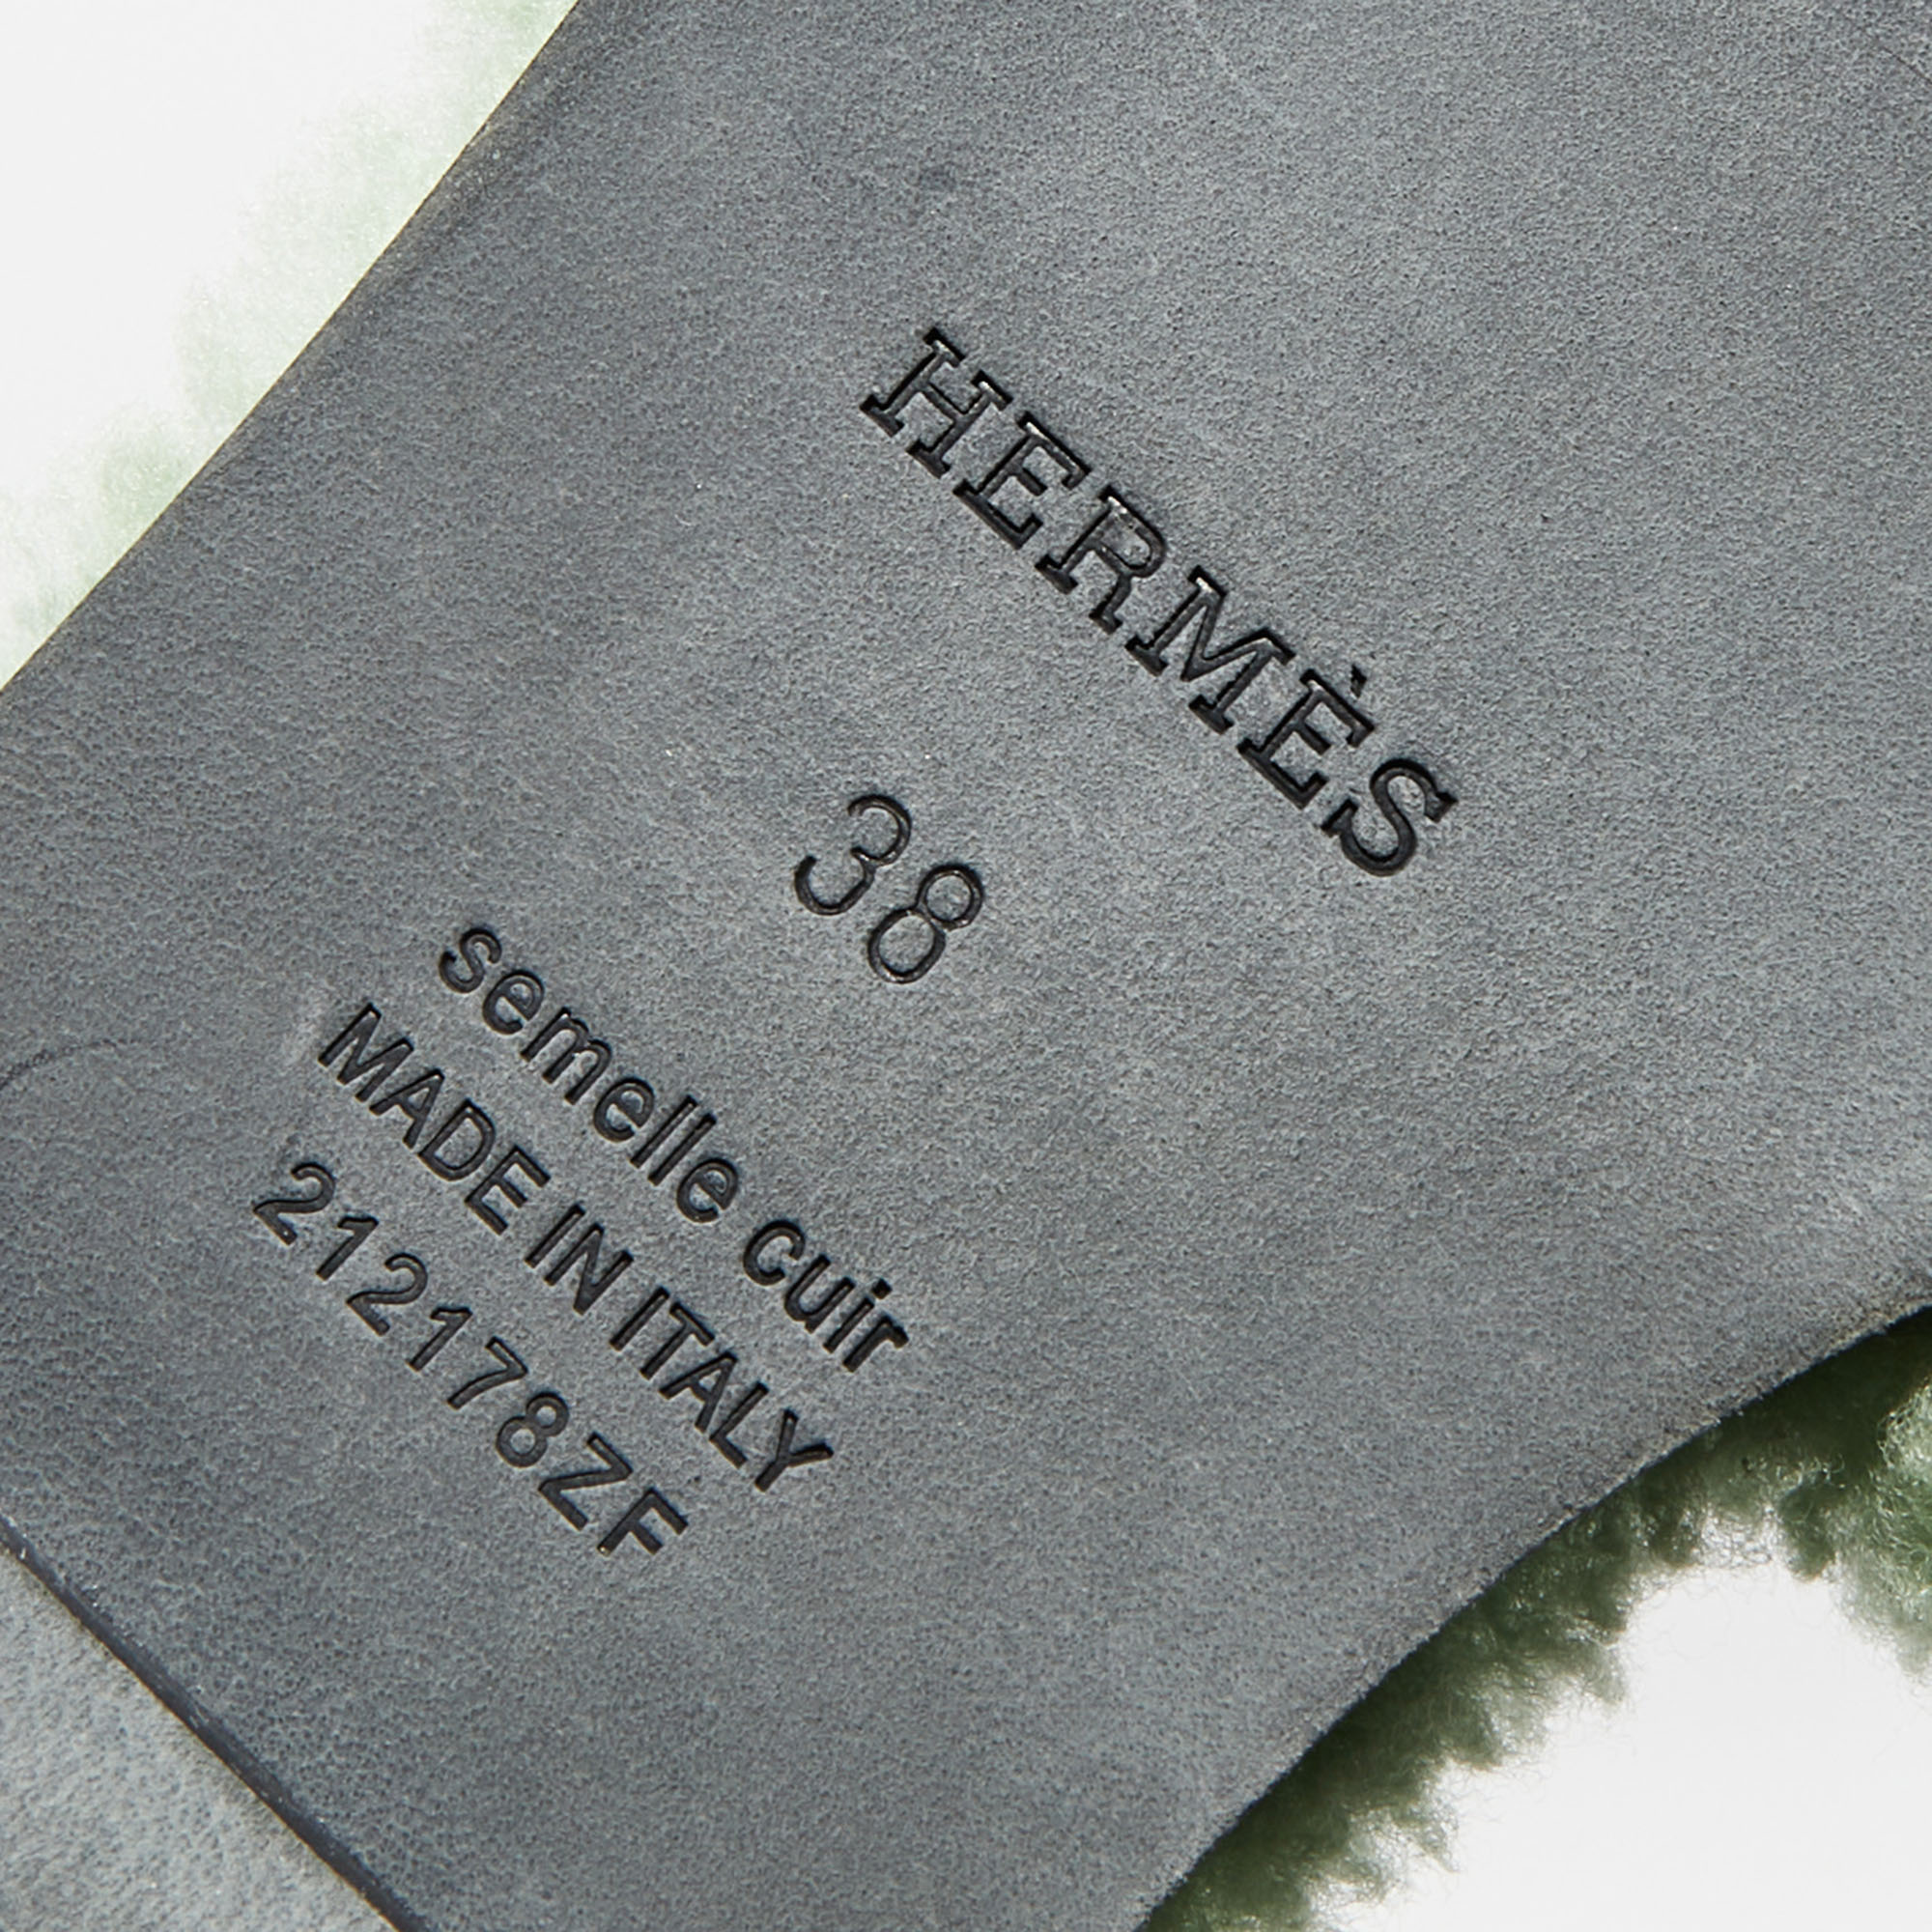 HERMÈS
38
semelle cuir
MADE IN ITALY
212178ZF